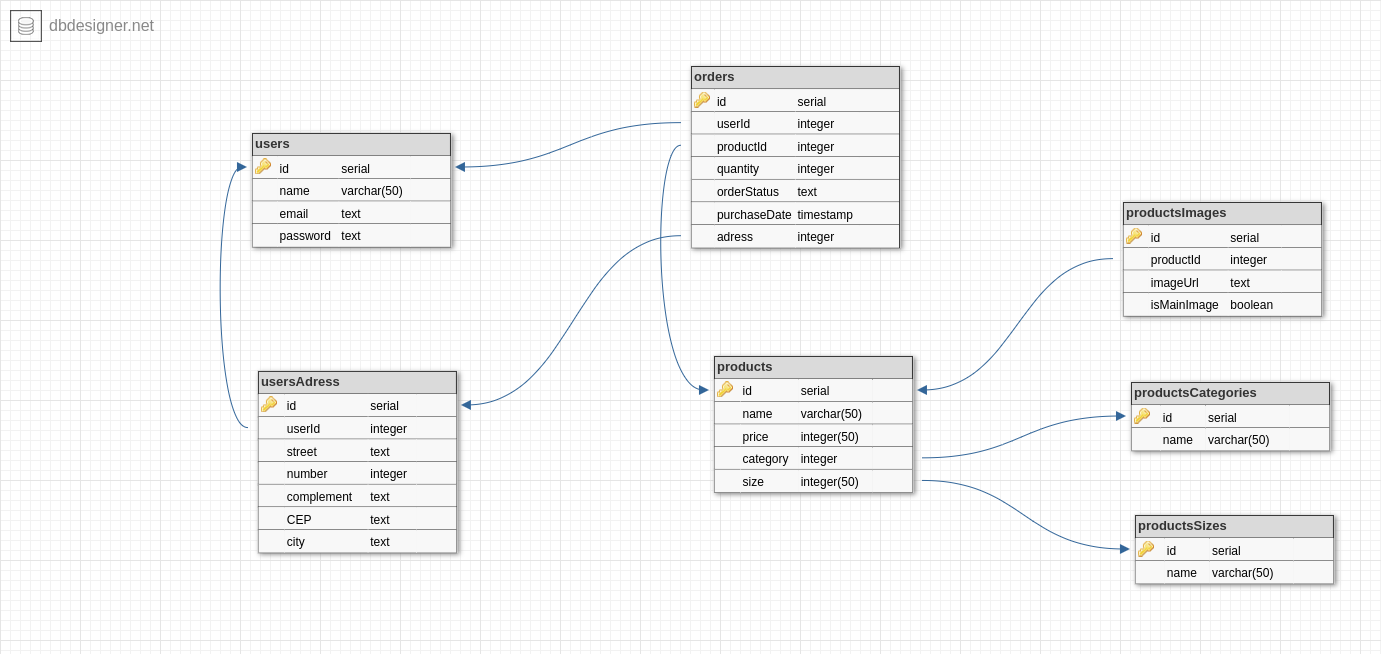 dbdesigner.net
users
id serial
name varchar(50)
email text
password text
usersAdress
id serial
userId integer
street text
number integer
complement text
CEP text
city text
orders
id serial
userId integer
productId integer
quantity integer
orderStatus text
purchaseDate timestamp
adress integer
products
id serial
name varchar(50)
price integer(50)
category integer
size integer(50)
productsImages
id serial
productId integer
imageUrl text
isMainImage boolean
productsCategories
id serial
name varchar(50)
productsSizes
id serial
name varchar(50)